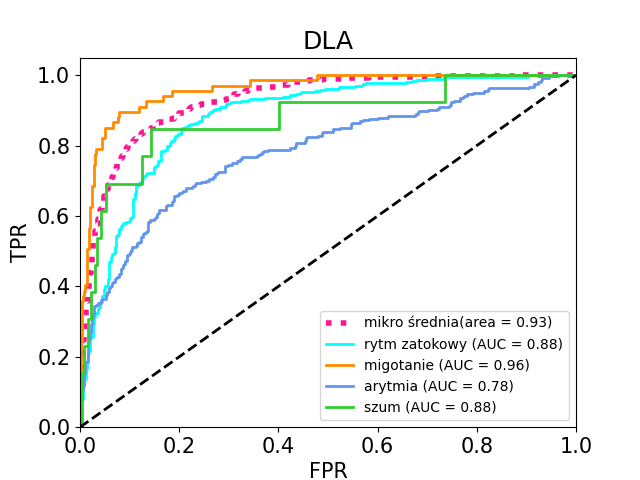 DLA
1.0
0.8
0.6
0.4
0.2
0.0
TPR
0.0 0.2 0.4 0.6 0.8 1.0
FPR
mikro średnia(area = 0.93)
rytm zatokowy (AUC = 0.88)
migotanie (AUC = 0.96)
arytmia (AUC = 0.78)
szum (AUC = 0.88)